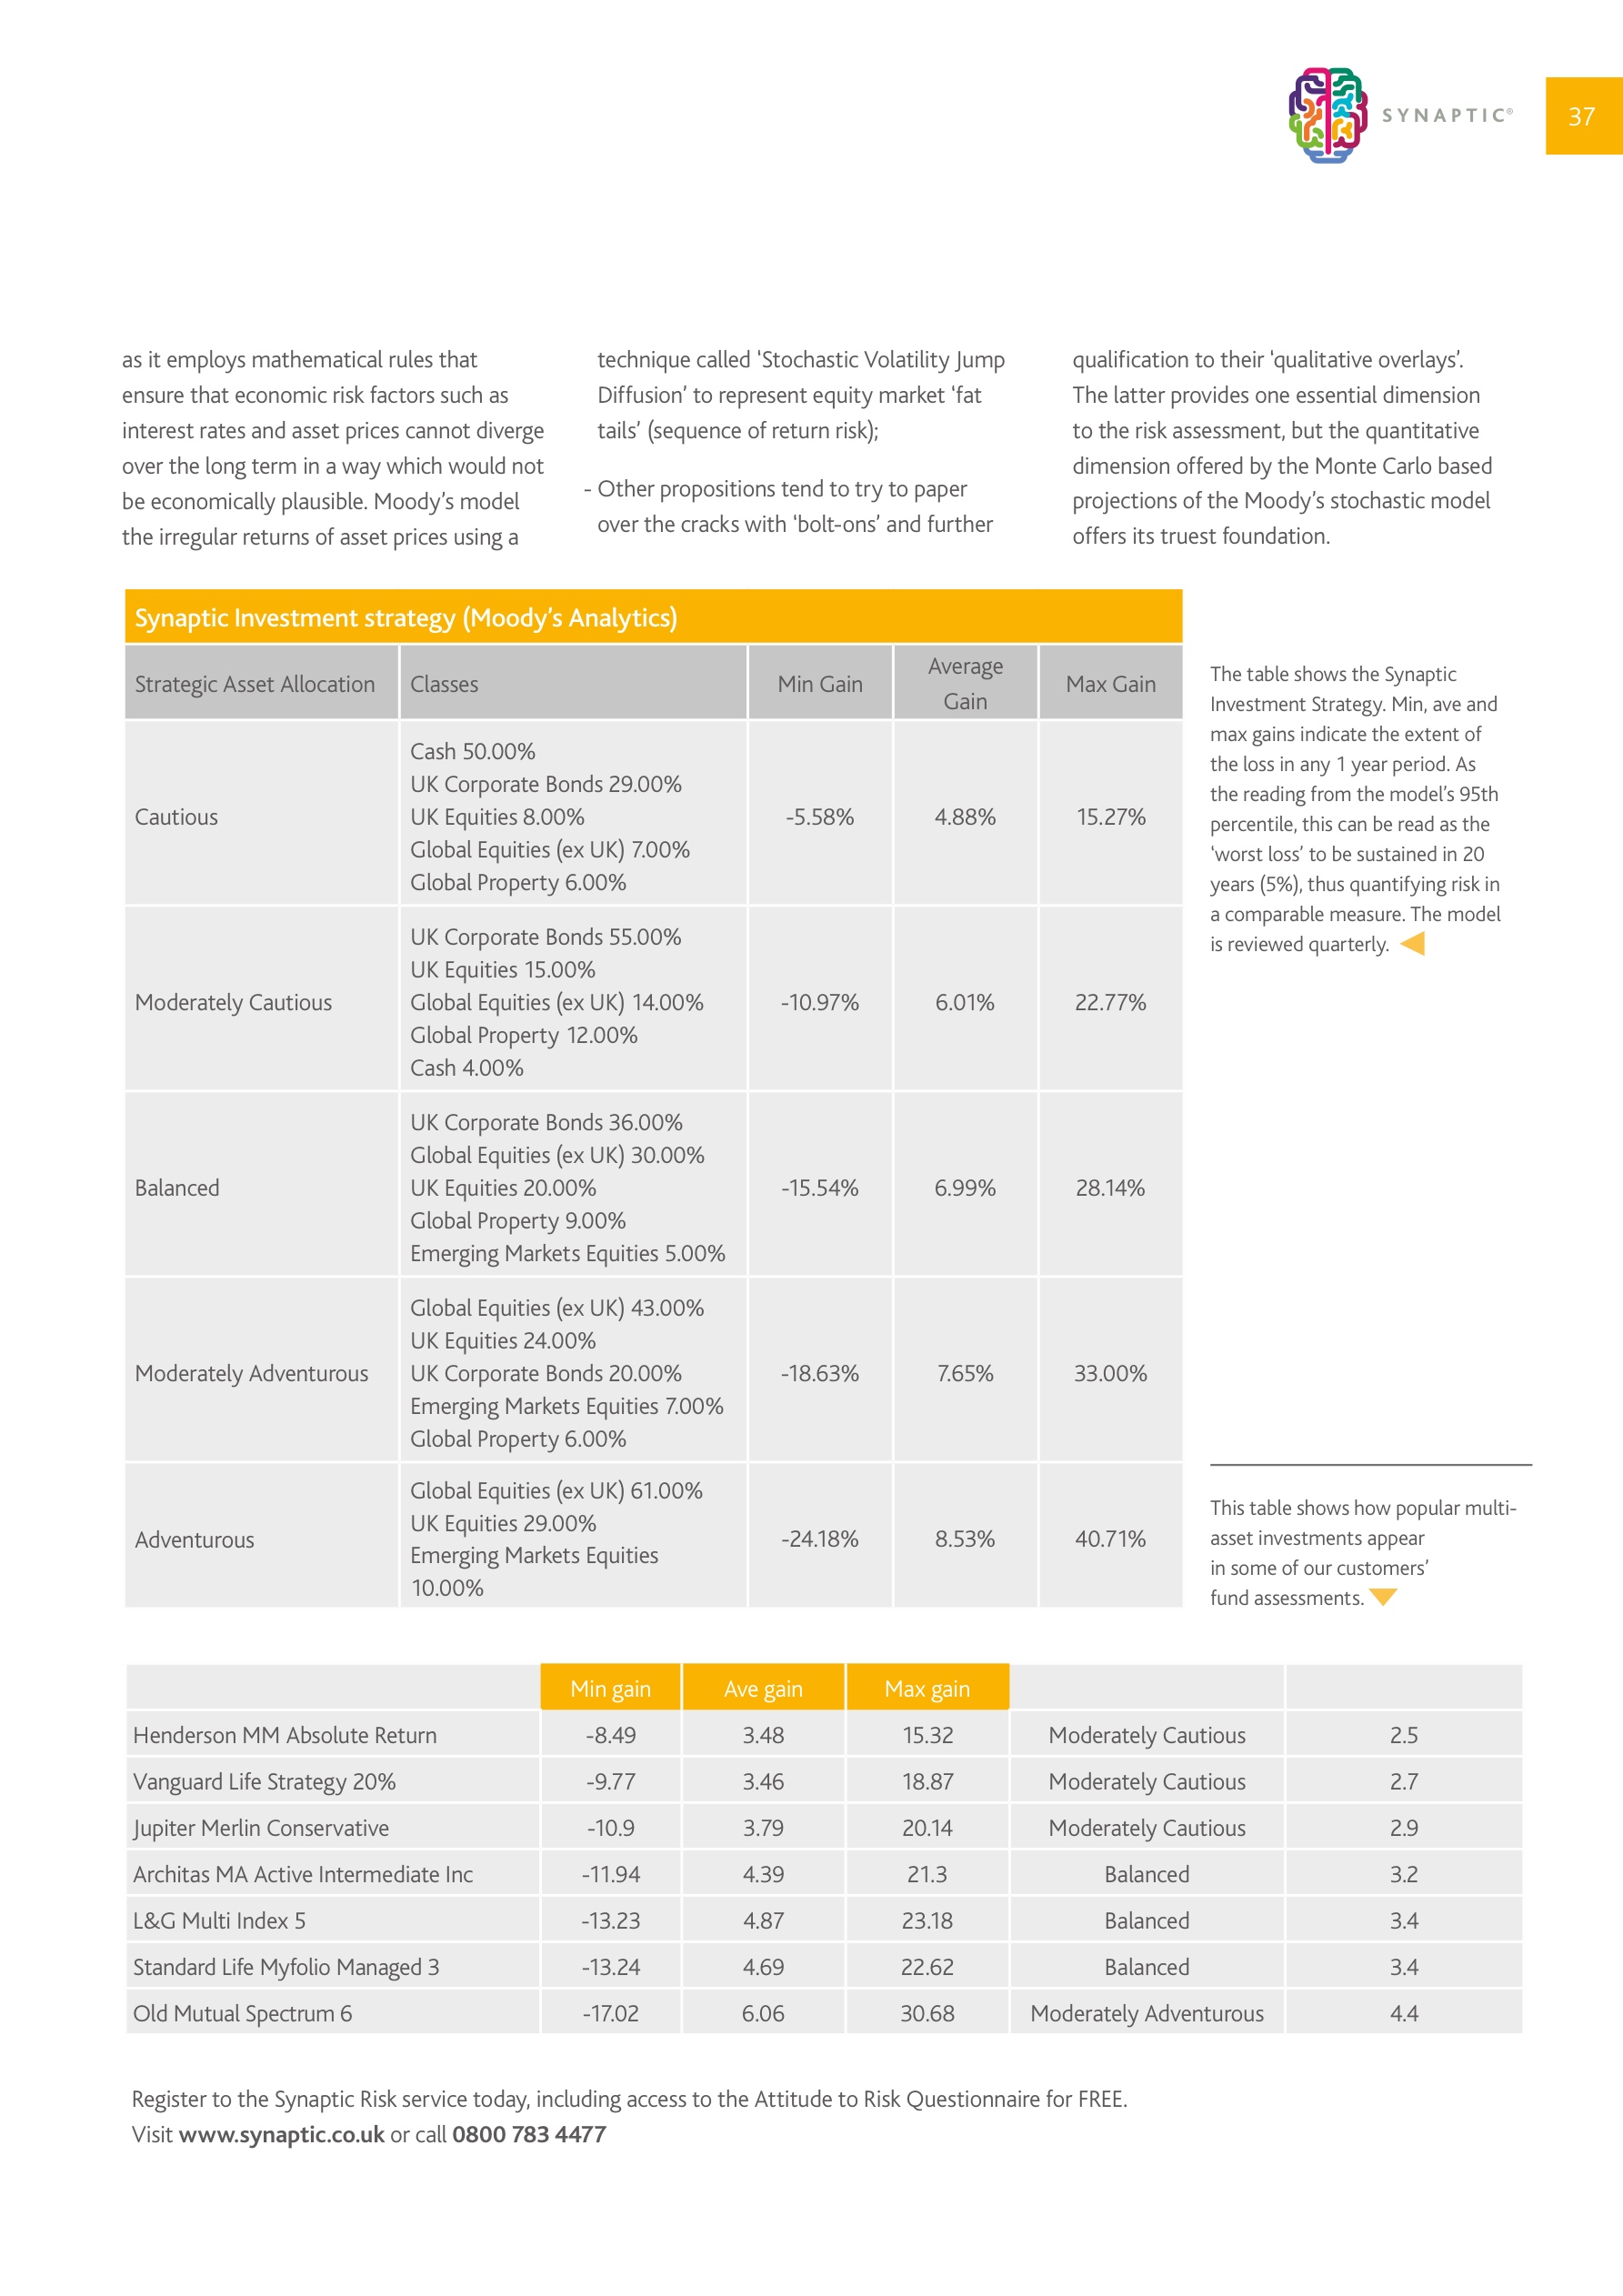 SYNAPTIC®
37
as it employs mathematical rules that
ensure that economic risk factors such as
interest rates and asset prices cannot diverge
over the long term in a way which would not
be economically plausible. Moody’s model
the irregular returns of asset prices using a
technique called ‘Stochastic Volatility Jump
Diffusion’ to represent equity market ‘fat
tails’ (sequence of return risk);
- Other propositions tend to try to paper
over the cracks with ‘bolt-ons’ and further
qualification to their ‘qualitative overlays’.
The latter provides one essential dimension
to the risk assessment, but the quantitative
dimension offered by the Monte Carlo based
projections of the Moody’s stochastic model
offers its truest foundation.
Synaptic Investment strategy (Moody’s Analytics)
Strategic Asset Allocation Classes Min Gain Average Gain Max Gain
Cautious
Cash 50.00%
UK Corporate Bonds 29.00%
UK Equities 8.00%
Global Equities (ex UK) 7.00%
Global Property 6.00%
-5.58% 4.88% 15.27%
Moderately Cautious
UK Corporate Bonds 55.00%
UK Equities 15.00%
Global Equities (ex UK) 14.00%
Global Property 12.00%
Cash 4.00%
-10.97% 6.01% 22.77%
Balanced
UK Corporate Bonds 36.00%
Global Equities (ex UK) 30.00%
UK Equities 20.00%
Global Property 9.00%
Emerging Markets Equities 5.00%
-15.54% 6.99% 28.14%
Moderately Adventurous
Global Equities (ex UK) 43.00%
UK Equities 24.00%
UK Corporate Bonds 20.00%
Emerging Markets Equities 7.00%
Global Property 6.00%
-18.63% 7.65% 33.00%
Adventurous
Global Equities (ex UK) 61.00%
UK Equities 29.00%
Emerging Markets Equities
10.00%
-24.18% 8.53% 40.71%
The table shows the Synaptic
Investment Strategy. Min, ave and
max gains indicate the extent of
the loss in any 1 year period. As
the reading from the model’s 95th
percentile, this can be read as the
‘worst loss’ to be sustained in 20
years (5%), thus quantifying risk in
a comparable measure. The model
is reviewed quarterly.
This table shows how popular multi-
asset investments appear
in some of our customers’
fund assessments.
Min gain Ave gain Max gain
Henderson MM Absolute Return -8.49 3.48 15.32 Moderately Cautious 2.5
Vanguard Life Strategy 20% -9.77 3.46 18.87 Moderately Cautious 2.7
Jupiter Merlin Conservative -10.9 3.79 20.14 Moderately Cautious 2.9
Architas MA Active Intermediate Inc -11.94 4.39 21.3 Balanced 3.2
L&G Multi Index 5 -13.23 4.87 23.18 Balanced 3.4
Standard Life Myfolio Managed 3 -13.24 4.69 22.62 Balanced 3.4
Old Mutual Spectrum 6 -17.02 6.06 30.68 Moderately Adventurous 4.4
Register to the Synaptic Risk service today, including access to the Attitude to Risk Questionnaire for FREE.
Visit www.synaptic.co.uk or call 0800 783 4477